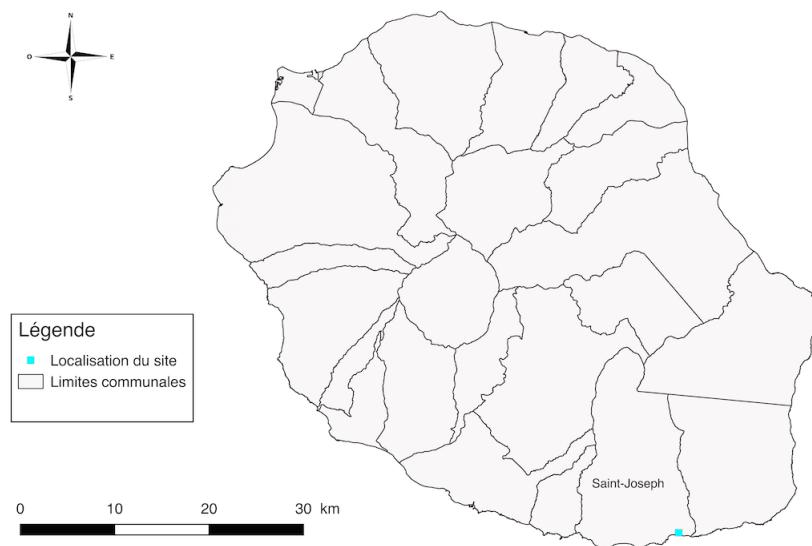 N
O
E
S
Légende
Localisation du site
Limites communales
Saint-Joseph
0 10 20 30 km